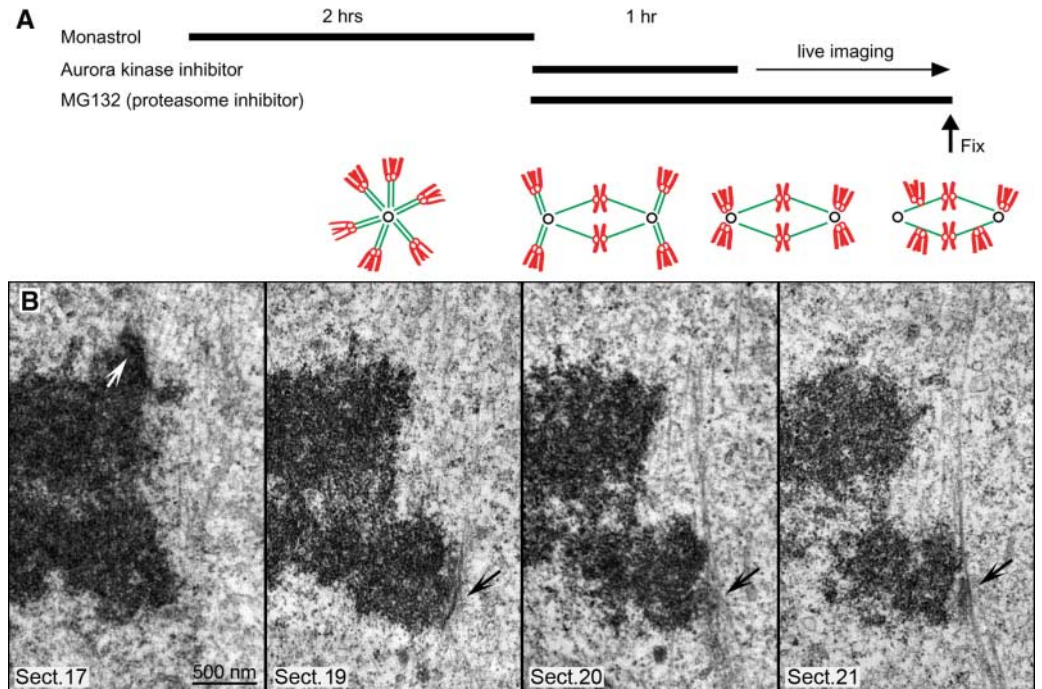 A
2 hrs 1 hr
Monastrol
Aurora kinase inhibitor
live imaging
MG132 (proteasome inhibitor)
Fix
B
Sect.17 500 nm Sect.19 Sect.20 Sect.21